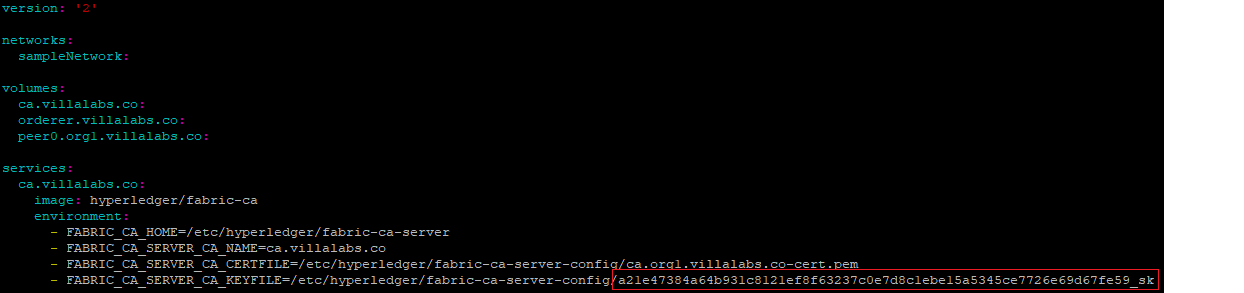 version: '2'
networks:
  sampleNetwork:
volumes:
  ca.villalabs.co:
  orderer.villalabs.co:
  peer0.org1.villalabs.co:
services:
  ca.villalabs.co:
    image: hyperledger/fabric-ca
    environment:
      - FABRIC_CA_HOME=/etc/hyperledger/fabric-ca-server
      - FABRIC_CA_SERVER_CA_NAME=ca.villalabs.co
      - FABRIC_CA_SERVER_CA_CERTFILE=/etc/hyperledger/fabric-ca-server-config/ca.org1.villalabs.co-cert.pem
      - FABRIC_CA_SERVER_CA_KEYFILE=/etc/hyperledger/fabric-ca-server-config/a21e47384a64b931c8121ef8f63237c0e7d8c1ebe15a5345ce7726e69d67fe59_sk